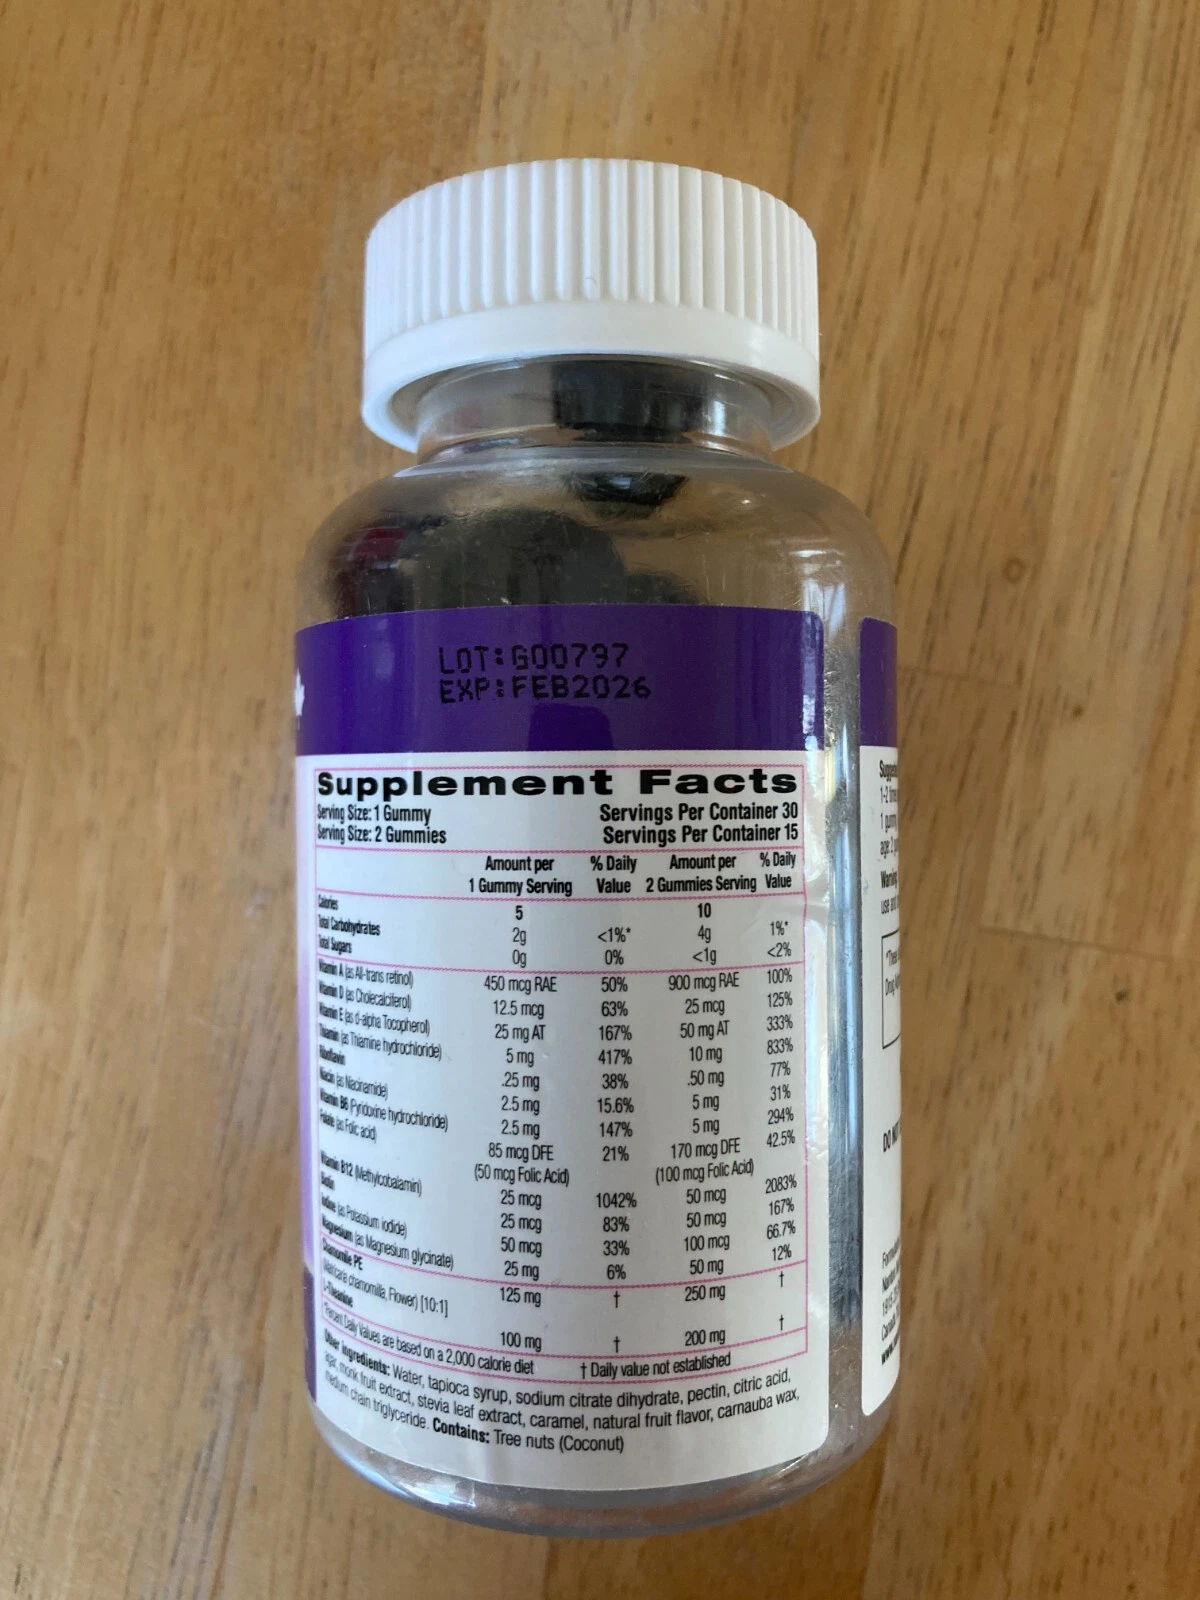 LOT:G00797
EXP:FEB2026
Supplement Facts
Serving Size: 1 Gummy Servings Per Container 30
Serving Size: 2 Gummies Servings Per Container 15
Amount per 1 Gummy Serving % Daily Value Amount per 2 Gummies Serving % Daily Value
Calories 5 10
Total Carbohydrates 2g <1%* 4g 1%*
Total Sugars 0g 0% <1g <2%
Vitamin A (as All-trans retinol) 450 mcg RAE 50% 900 mcg RAE 100%
Vitamin D (as Cholecalciferol) 12.5 mcg 63% 25 mcg 125%
Vitamin E (as d-alpha Tocopherol) 25 mg AT 167% 50 mg AT 333%
Thiamin (as Thiamine hydrochloride) 5 mg 417% 10 mg 833%
Riboflavin .25 mg 38% .50 mg 77%
Niacin (as Niacinamide) 2.5 mg 15.6% 5 mg 31%
Vitamin B6 (Pyridoxine hydrochloride) 2.5 mg 147% 5 mg 294%
Folate (as Folic acid) 85 mcg DFE 21% 170 mcg DFE 42.5%
(50 mcg Folic Acid) (100 mcg Folic Acid)
Vitamin B12 (Methylcobalamin) 25 mcg 1042% 50 mcg 2083%
Biotin 25 mcg 83% 50 mcg 167%
Iodine (as Potassium iodide) 50 mcg 33% 100 mcg 66.7%
Magnesium (as Magnesium glycinate) 25 mg 6% 50 mg 12%
Chamomile PE 125 mg † 250 mg †
(Matricaria chamomilla, Flower) [10:1]
L-Theanine 100 mg † 200 mg †
*Percent Daily Values are based on a 2,000 calorie diet † Daily value not established
Other ingredients: Water, tapioca syrup, sodium citrate dihydrate, pectin, citric acid,
agar, monk fruit extract, stevia leaf extract, caramel, natural fruit flavor, carnauba wax,
medium chain triglyceride. Contains: Tree nuts (Coconut)
1 gummy
Warning
DO NOT